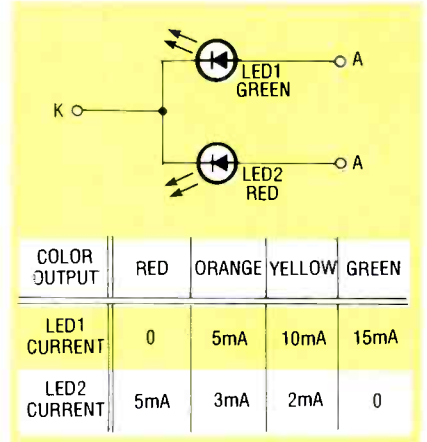 A
LED1
GREEN
K
A
LED2
RED
COLOR OUTPUT RED ORANGE YELLOW GREEN
LED1 CURRENT 0 5mA 10mA 15mA
LED2 CURRENT 5mA 3mA 2mA 0